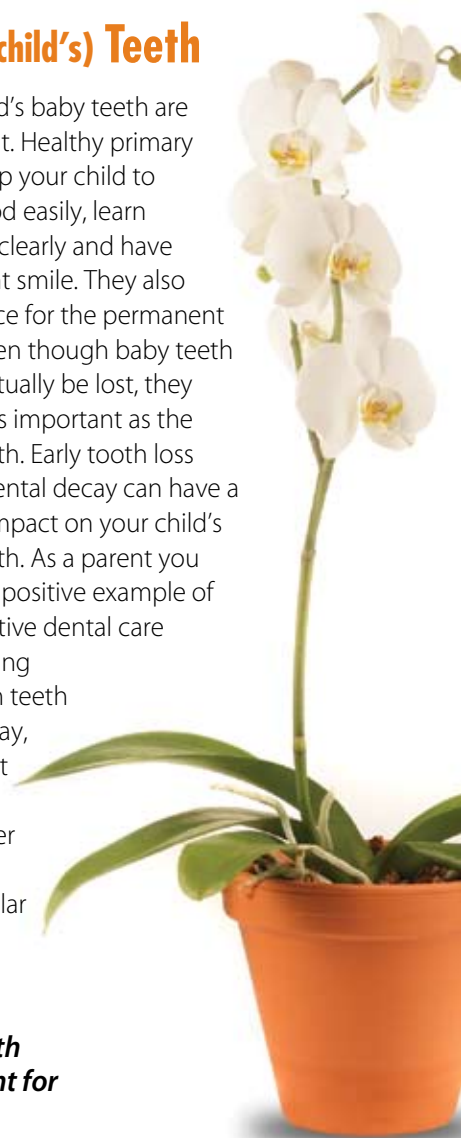 child's) Teeth
d's baby teeth are
t. Healthy primary
p your child to
od easily, learn
clearly and have
nt smile. They also
ce for the permanent
en though baby teeth
tually be lost, they
s important as the
th. Early tooth loss
ental decay can have a
mpact on your child's
th. As a parent you
positive example of
tive dental care
ng
n teeth
ay,
t
er
lar
th
nt for